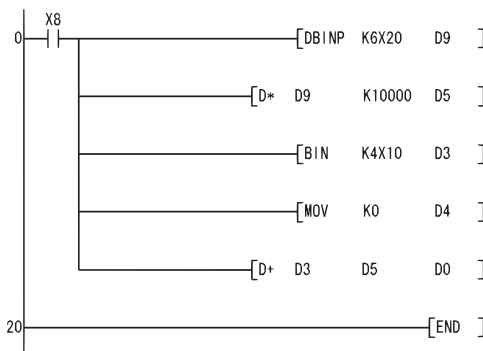 X8
0 [DBINP K6X20 D9 ]
[D* D9 K10000 D5 ]
[BIN K4X10 D3 ]
[MOV K0 D4 ]
[D+ D3 D5 D0 ]
20 [END ]